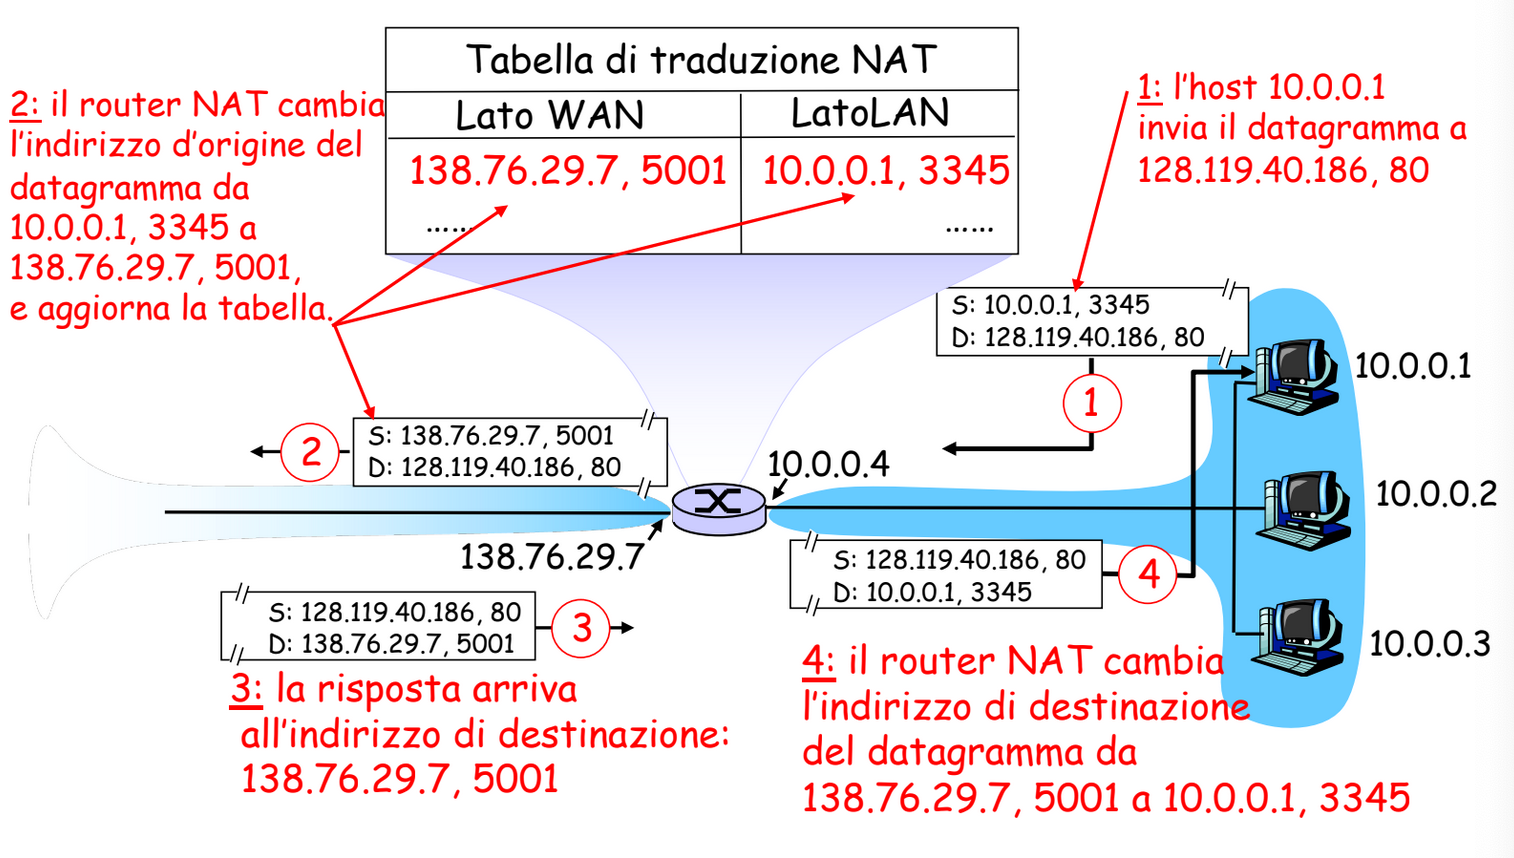 Tabella di traduzione NAT
Lato WAN
LatoLAN
138.76.29.7, 5001
10.0.0.1, 3345
......
......
2: il router NAT cambia
l'indirizzo d'origine del
datagramma da
10.0.0.1, 3345 a
138.76.29.7, 5001,
e aggiorna la tabella.
1: l'host 10.0.0.1
invia il datagramma a
128.119.40.186, 80
S: 10.0.0.1, 3345
D: 128.119.40.186, 80
1
10.0.0.1
2
S: 138.76.29.7, 5001
D: 128.119.40.186, 80
10.0.0.4
10.0.0.2
138.76.29.7
S: 128.119.40.186, 80
D: 10.0.0.1, 3345
4
S: 128.119.40.186, 80
D: 138.76.29.7, 5001
3
10.0.0.3
3: la risposta arriva
all'indirizzo di destinazione:
138.76.29.7, 5001
4: il router NAT cambia
l'indirizzo di destinazione
del datagramma da
138.76.29.7, 5001 a 10.0.0.1, 3345